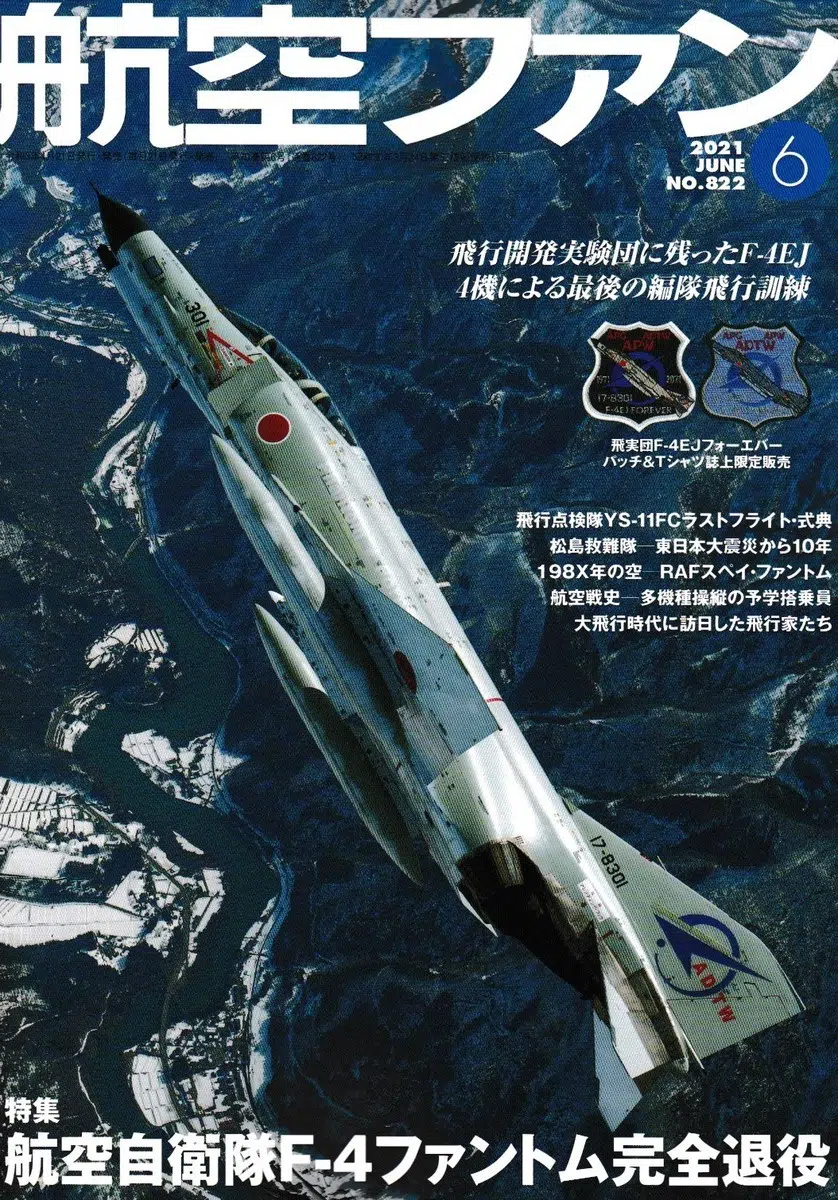 航空ファン
2021
JUNE
NO.822
6
飛行開発実験団に残ったF-4EJ
4機による最後の編隊飛行訓練
APG APW
ADTW
APW
17-8301
F-4EJ FOREVER
ADTW
飛実団F-4EJフォーエバー
パッチ&Tシャツ誌上限定販売
飛行点検隊YS-11FCラストフライト・式典
松島救難隊─東日本大震災から10年
198X年の空─RAFスペイ・ファントム
航空戦史─多機種操縦の予学搭乗員
大飛行時代に訪日した飛行家たち
301
17-8301
ADTW
特集
航空自衛隊F-4ファントム完全退役